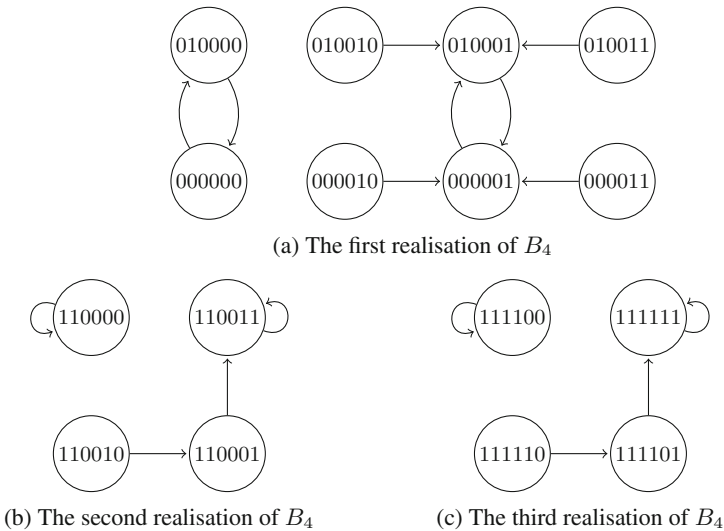 010000 010010 010001 010011
000000 000010 000001 000011
(a) The first realisation of B₄
110000 110011 111100 111111
110010 110001 111110 111101
(b) The second realisation of B₄ (c) The third realisation of B₄